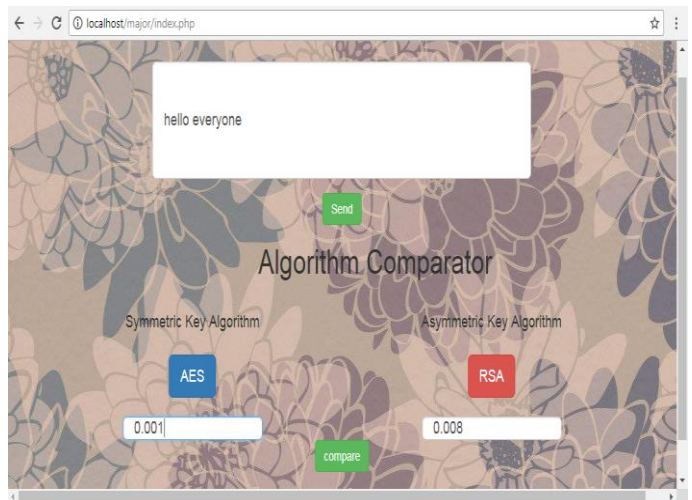 localhost/major/index.php
hello everyone
Send
Algorithm Comparator
Symmetric Key Algorithm
Asymmetric Key Algorithm
AES
RSA
0.001
0.008
compare